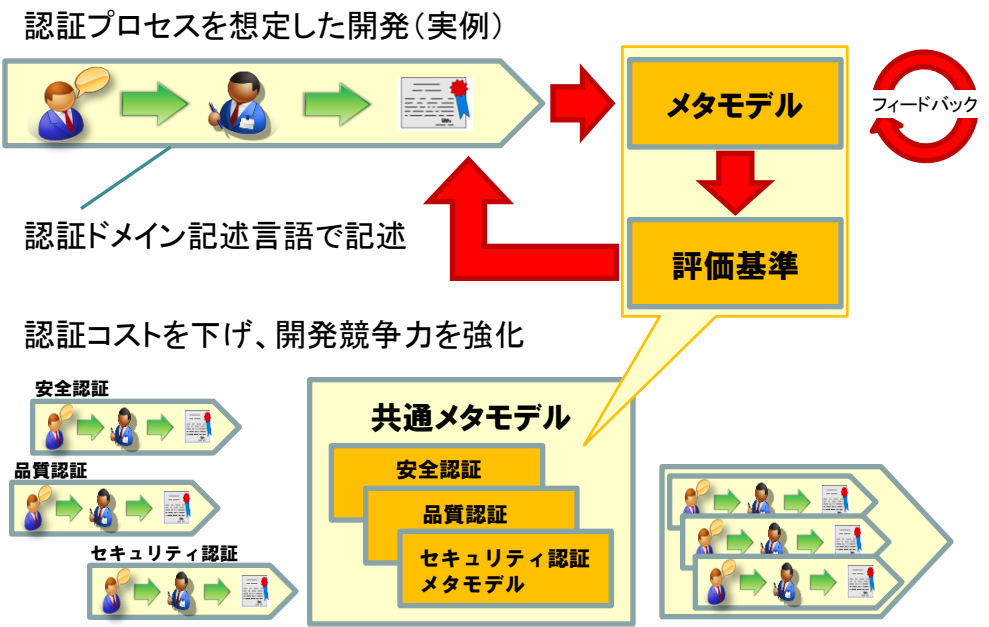 認証プロセスを想定した開発（実例）
メタモデル
フィードバック
認証ドメイン記述言語で記述
評価基準
認証コストを下げ、開発競争力を強化
安全認証
品質認証
セキュリティ認証
共通メタモデル
安全認証
品質認証
セキュリティ認証
メタモデル